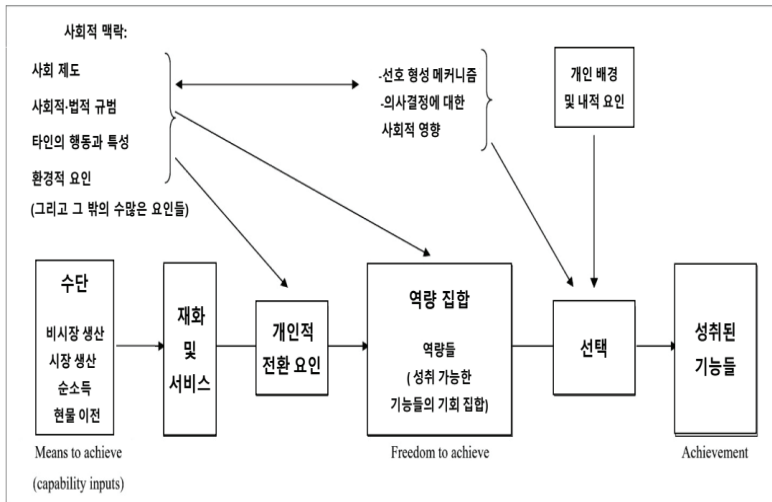 사회적 맥락:
사회 제도
사회적·법적 규범
타인의 행동과 특성
환경적 요인
(그리고 그 밖의 수많은 요인들)
-선호 형성 메커니즘
-의사결정에 대한
사회적 영향
개인 배경
및 내적 요인
수단
비시장 생산
시장 생산
순소득
현물 이전
재화
및
서비스
개인적
전환 요인
역량 집합
역량들
( 성취 가능한
기능들의 기회 집합)
선택
성취된
기능들
Means to achieve
(capability inputs)
Freedom to achieve
Achievement